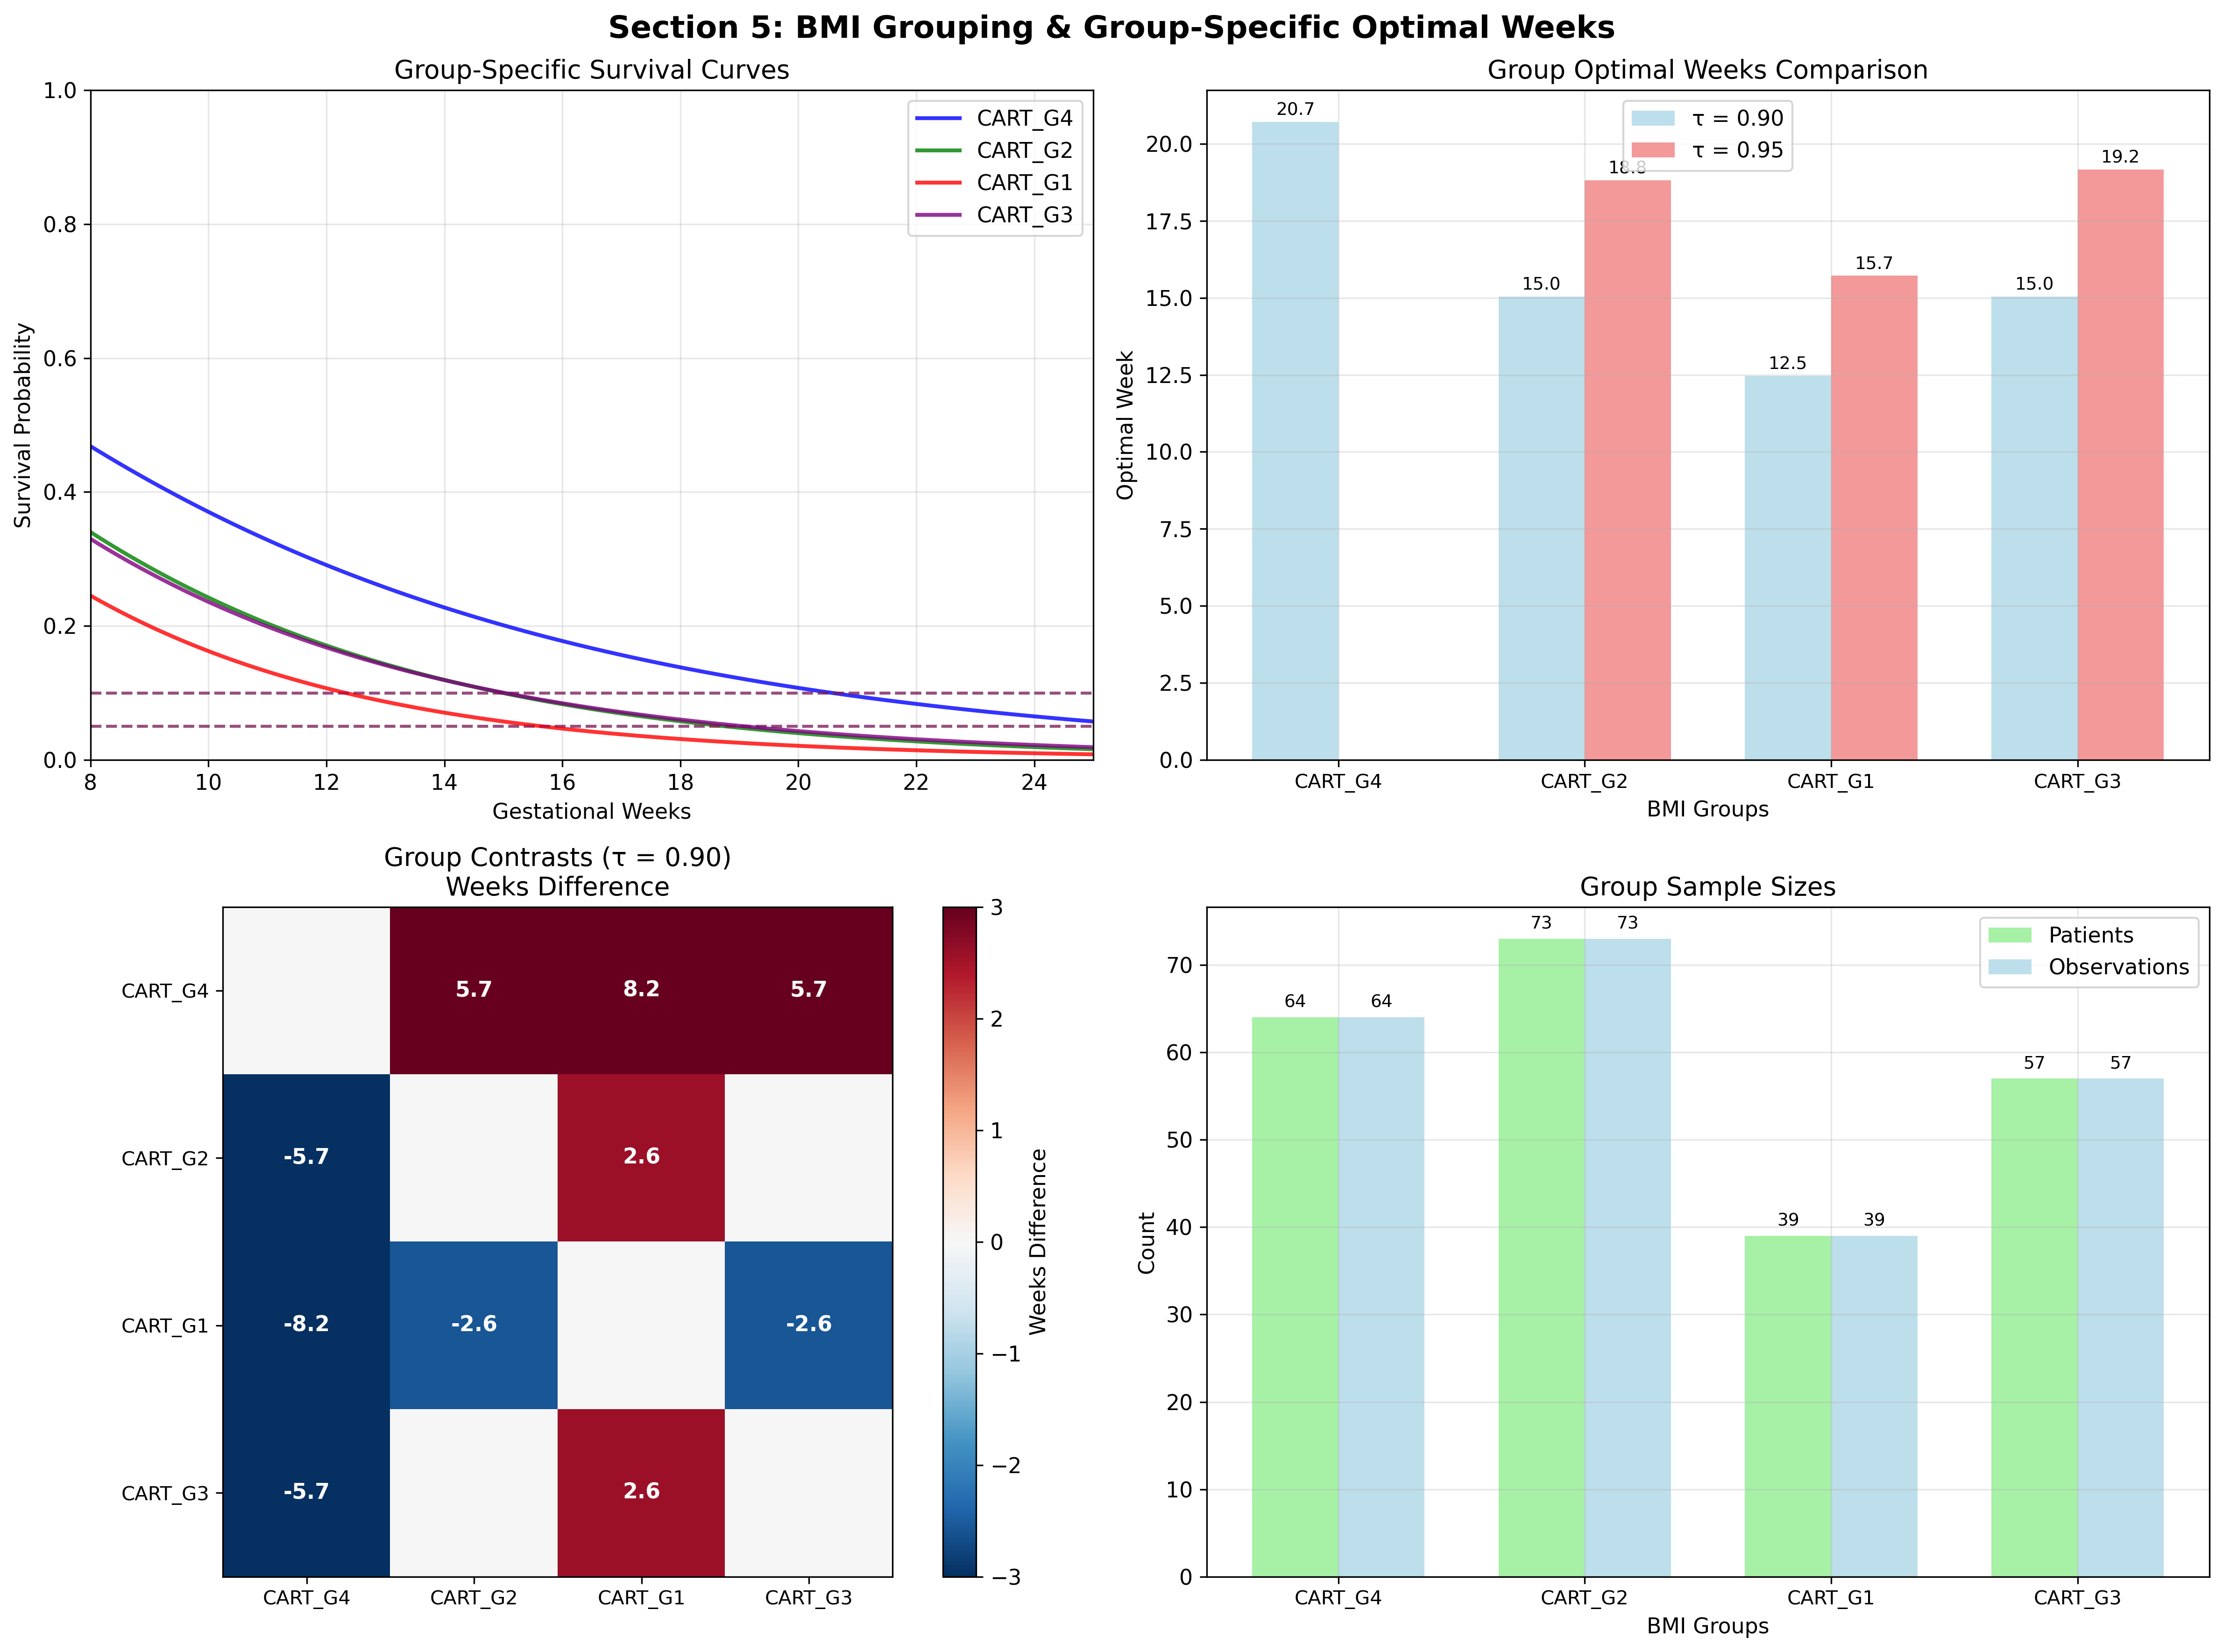 Section 5: BMI Grouping & Group-Specific Optimal Weeks
Group-Specific Survival Curves
1.0
0.8
0.6
0.4
0.2
0.0
Survival Probability
8 10 12 14 16 18 20 22 24
Gestational Weeks
CART_G4
CART_G2
CART_G1
CART_G3
Group Optimal Weeks Comparison
20.0
17.5
15.0
12.5
10.0
7.5
5.0
2.5
0.0
Optimal Week
τ = 0.90
τ = 0.95
20.7
15.0
18.8
12.5
15.7
15.0
19.2
CART_G4 CART_G2 CART_G1 CART_G3
BMI Groups
Group Contrasts (τ = 0.90)
Weeks Difference
CART_G4
5.7 8.2 5.7
CART_G2
-5.7 2.6
CART_G1
-8.2 -2.6 -2.6
CART_G3
-5.7 2.6
CART_G4 CART_G2 CART_G1 CART_G3
3
2
1
0
−1
−2
−3
Weeks Difference
Group Sample Sizes
70
60
50
40
30
20
10
0
Count
Patients
Observations
64 64
73 73
39 39
57 57
CART_G4 CART_G2 CART_G1 CART_G3
BMI Groups